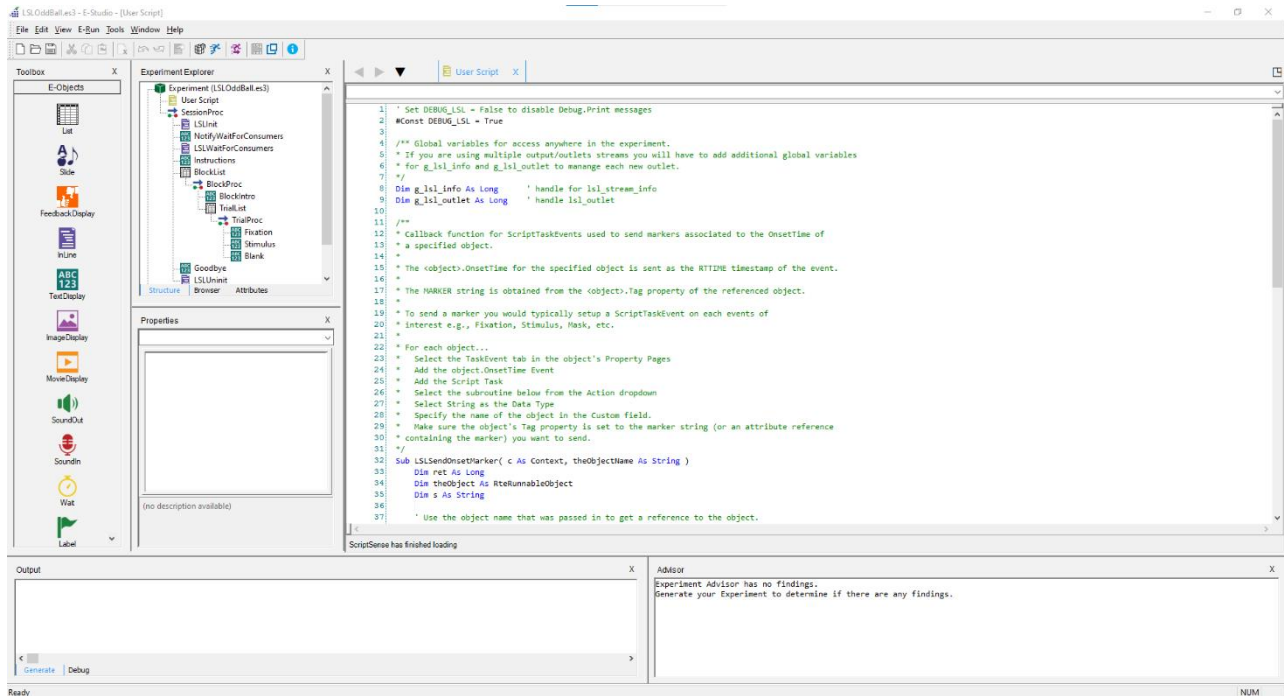 LSLOddBall.es3 - E-Studio - [User Script]
File Edit View E-Run Tools Window Help
Toolbox X
E-Objects
List
Slide
FeedbackDisplay
InLine
ABC
123
TextDisplay
ImageDisplay
MovieDisplay
SoundOut
SoundIn
Wait
Label
Experiment Explorer X
Experiment (LSLOddBall.es3)
User Script
SessionProc
LSLInit
NotifyWaitForConsumers
LSLWaitForConsumers
Instructions
BlockList
BlockProc
BlockIntro
TrialList
TrialProc
Fixation
Stimulus
Blank
Goodbye
LSLUninit
Structure Browser Attributes
Properties X
(no description available)
User Script X
1 ' Set DEBUG_LSL = False to disable Debug.Print messages
2 #Const DEBUG_LSL = True
3
4 /** Global variables for access anywhere in the experiment.
5 * If you are using multiple output/outlets streams you will have to add additional global variables
6 * for g_lsl_info and g_lsl_outlet to manange each new outlet.
7 */
8 Dim g_lsl_info As Long ' handle for lsl_stream_info
9 Dim g_lsl_outlet As Long ' handle lsl_outlet
10
11 /**
12 * Callback function for ScriptTaskEvents used to send markers associated to the OnsetTime of
13 * a specified object.
14 *
15 * The <object>.OnsetTime for the specified object is sent as the RTTIME timestamp of the event.
16 *
17 * The MARKER string is obtained from the <object>.Tag property of the referenced object.
18 *
19 * To send a marker you would typically setup a ScriptTaskEvent on each events of
20 * interest e.g., Fixation, Stimulus, Mask, etc.
21 *
22 * For each object...
23 * Select the TaskEvent tab in the object's Property Pages
24 * Add the object.OnsetTime Event
25 * Add the Script Task
26 * Select the subroutine below from the Action dropdown
27 * Select String as the Data Type
28 * Specify the name of the object in the Custom field.
29 * Make sure the object's Tag property is set to the marker string (or an attribute reference
30 * containing the marker) you want to send.
31 */
32 Sub LSLSendOnsetMarker( c As Context, theObjectName As String )
33 Dim ret As Long
34 Dim theObject As RteRunnableObject
35 Dim s As String
36
37 ' Use the object name that was passed in to get a reference to the object.
ScriptSense has finished loading
Output X
Generate Debug
Advisor X
Experiment Advisor has no findings.
Generate your Experiment to determine if there are any findings.
Ready NUM